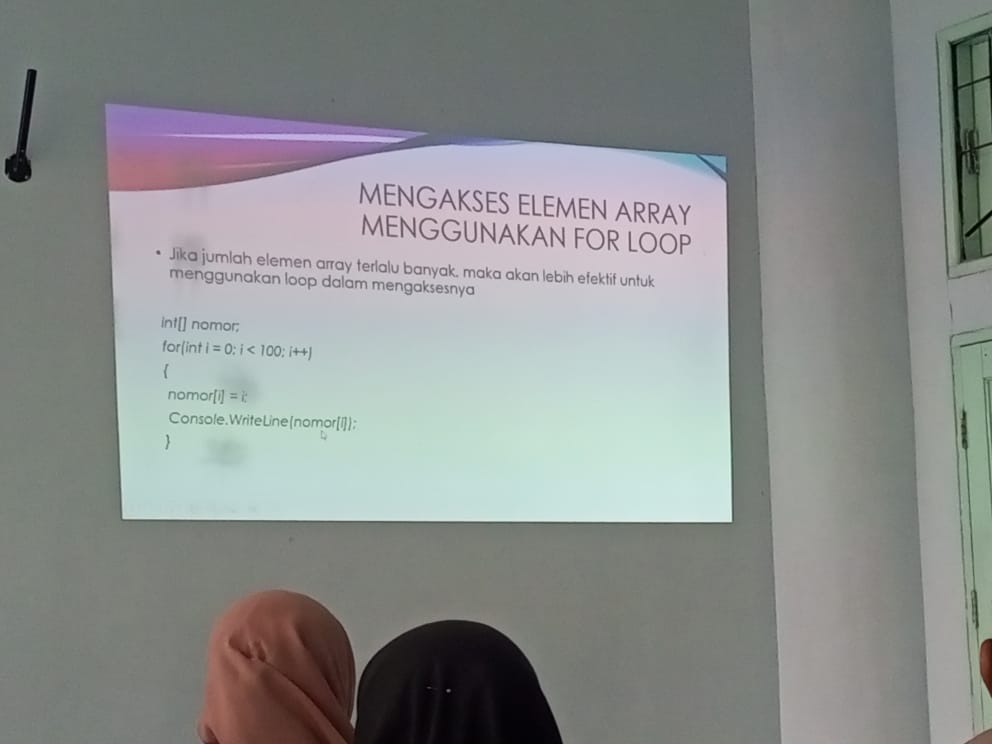 MENGAKSES ELEMEN ARRAY
MENGGUNAKAN FOR LOOP
• Jika jumlah elemen array terlalu banyak, maka akan lebih efektif untuk
menggunakan loop dalam mengaksesnya
int[] nomor;
for(int i = 0; i < 100; i++)
{
nomor[i] = i;
Console.WriteLine(nomor[i]);
}